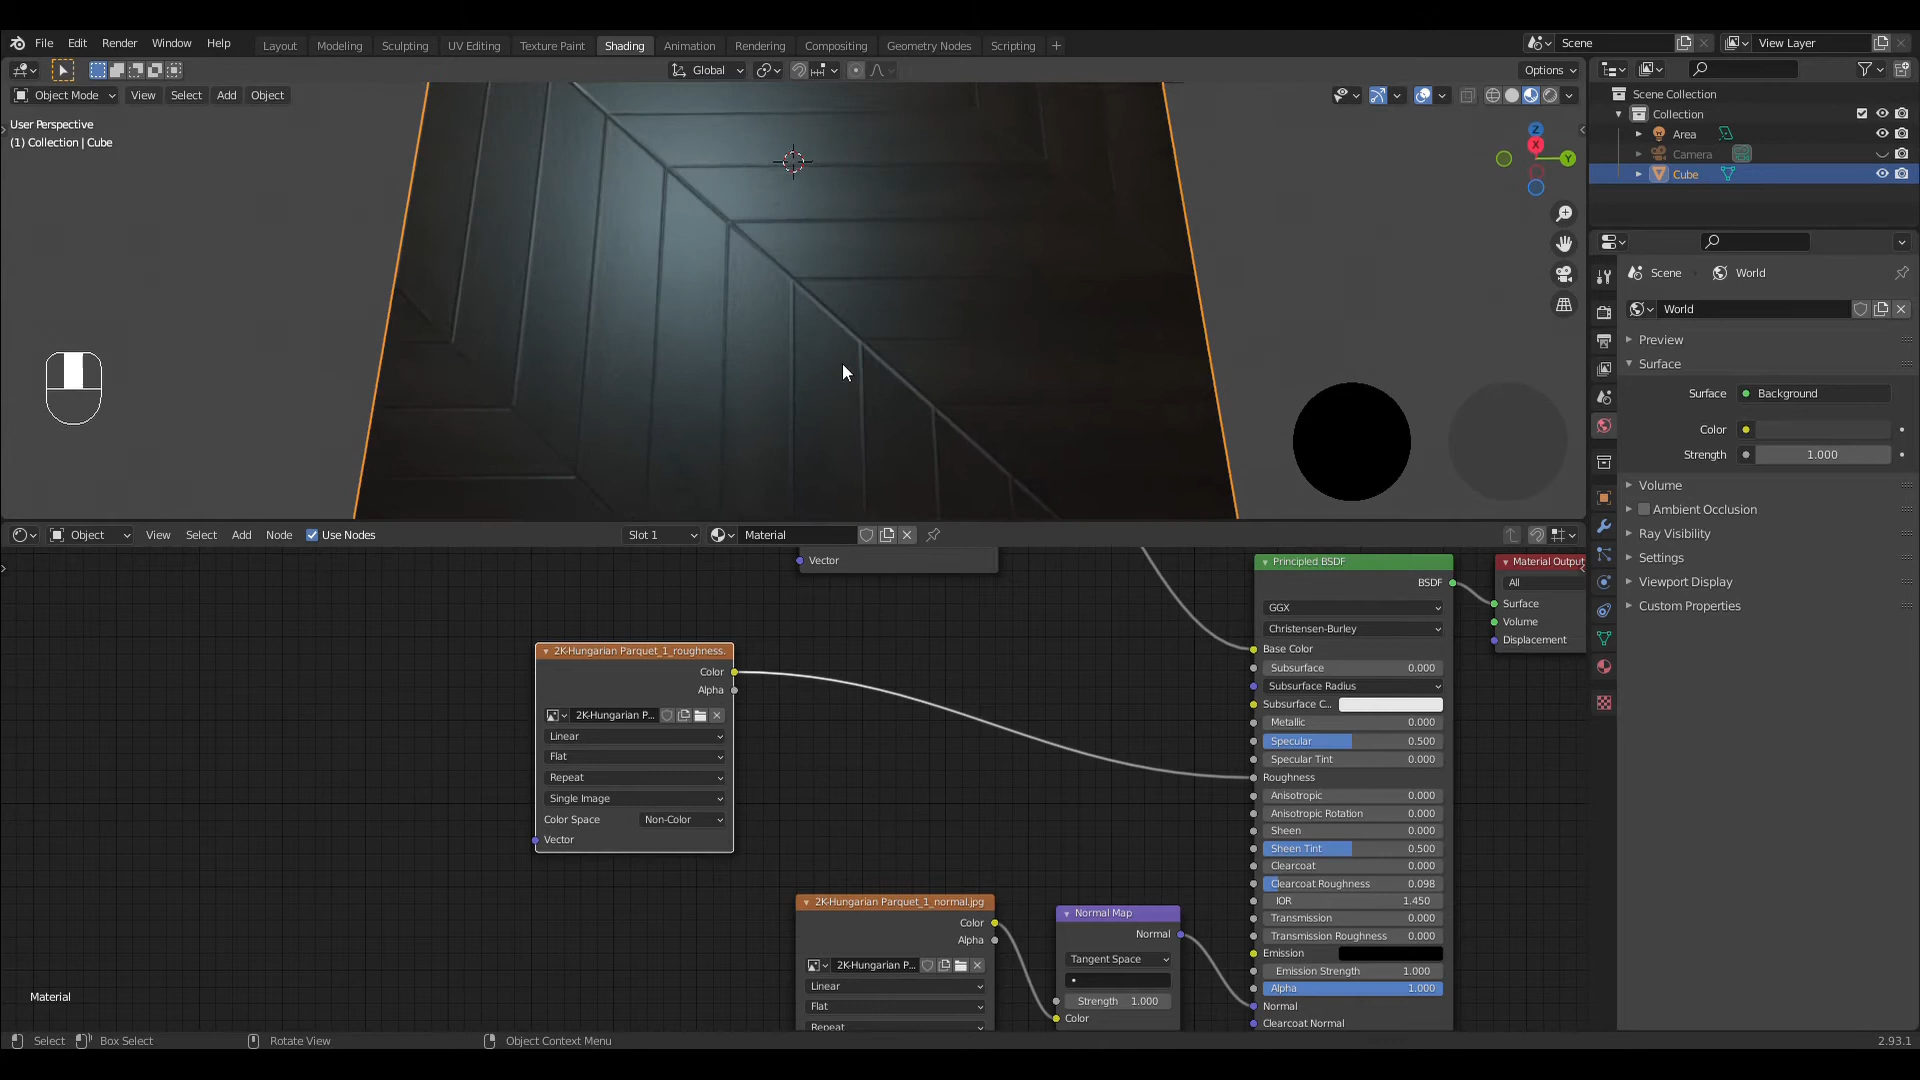 File Edit Render Window Help
Layout Modeling Sculpting UV Editing Texture Paint Shading Animation Rendering Compositing Geometry Nodes Scripting +
Scene
View Layer
Global
Options
Object Mode View Select Add Object
User Perspective
(1) Collection | Cube
Z
X
Y
Scene Collection
Collection
Area
Camera
Cube
Scene World
World
Preview
Surface
Surface Background
Color
Strength 1.000
Volume
Ambient Occlusion
Ray Visibility
Settings
Viewport Display
Custom Properties
Object View Select Add Node Use Nodes
Slot 1
Material
Vector
2K-Hungarian Parquet_1_roughness.
Color
Alpha
2K-Hungarian P...
Linear
Flat
Repeat
Single Image
Color Space Non-Color
Vector
2K-Hungarian Parquet_1_normal.jpg
Color
Alpha
2K-Hungarian P...
Linear
Flat
Repeat
Normal Map
Normal
Tangent Space
Strength 1.000
Color
Principled BSDF
BSDF
GGX
Christensen-Burley
Base Color
Subsurface 0.000
Subsurface Radius
Subsurface C...
Metallic 0.000
Specular 0.500
Specular Tint 0.000
Roughness
Anisotropic 0.000
Anisotropic Rotation 0.000
Sheen 0.000
Sheen Tint 0.500
Clearcoat 0.000
Clearcoat Roughness 0.098
IOR 1.450
Transmission 0.000
Transmission Roughness 0.000
Emission
Emission Strength 1.000
Alpha 1.000
Normal
Clearcoat Normal
Material Output
All
Surface
Volume
Displacement
Material
Select Box Select Rotate View Object Context Menu
2.93.1